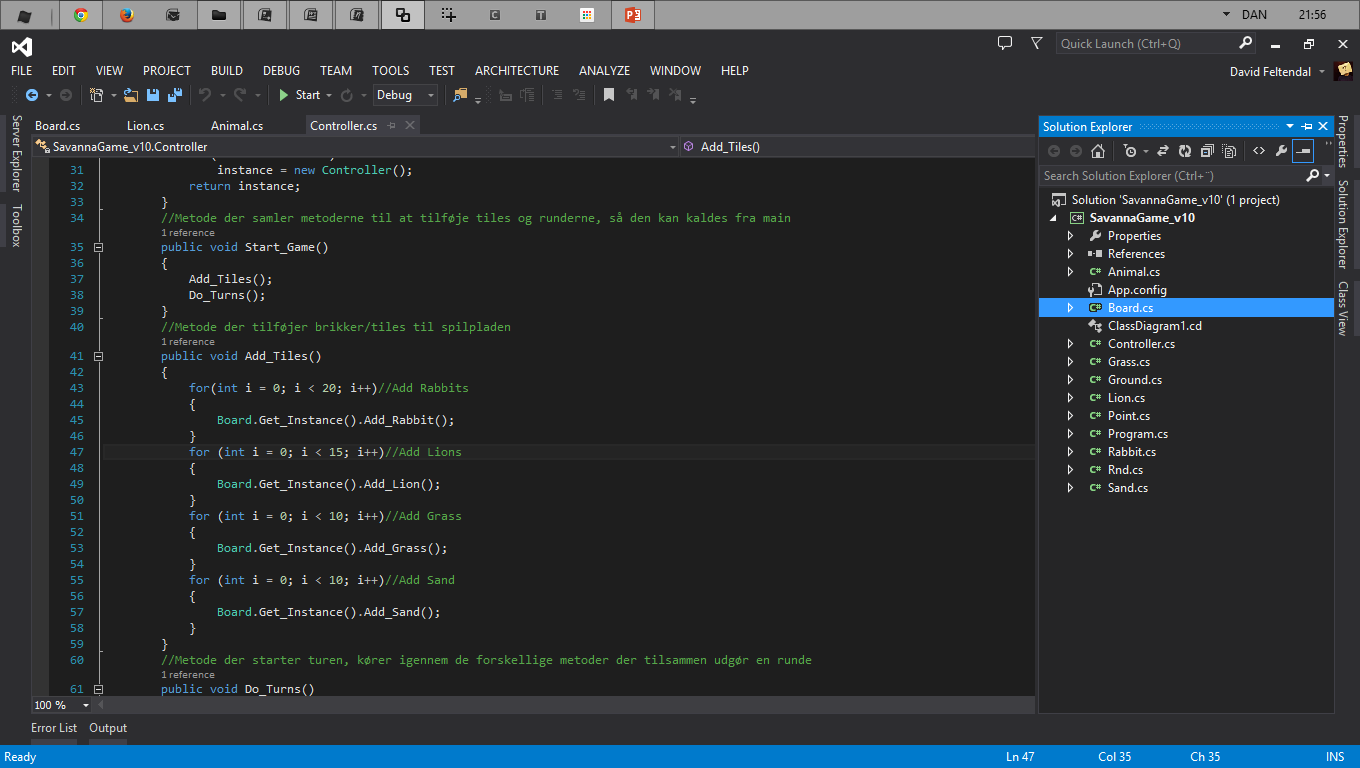 DAN 21:56
Quick Launch (Ctrl+Q)
FILE EDIT VIEW PROJECT BUILD DEBUG TEAM TOOLS TEST ARCHITECTURE ANALYZE WINDOW HELP
David Feltendal
Start Debug
Board.cs Lion.cs Animal.cs Controller.cs
SavannaGame_v10.Controller Add_Tiles()
31 instance = new Controller();
32 return instance;
33 }
34 //Metode der samler metoderne til at tilføje tiles og runderne, så den kan kaldes fra main
1 reference
35 public void Start_Game()
36 {
37 Add_Tiles();
38 Do_Turns();
39 }
40 //Metode der tilføjer brikker/tiles til spilpladen
1 reference
41 public void Add_Tiles()
42 {
43 for(int i = 0; i < 20; i++)//Add Rabbits
44 {
45 Board.Get_Instance().Add_Rabbit();
46 }
47 for (int i = 0; i < 15; i++)//Add Lions
48 {
49 Board.Get_Instance().Add_Lion();
50 }
51 for (int i = 0; i < 10; i++)//Add Grass
52 {
53 Board.Get_Instance().Add_Grass();
54 }
55 for (int i = 0; i < 10; i++)//Add Sand
56 {
57 Board.Get_Instance().Add_Sand();
58 }
59 }
60 //Metode der starter turen, kører igennem de forskellige metoder der tilsammen udgør en runde
1 reference
61 public void Do_Turns()
100 %
Server Explorer
Toolbox
Solution Explorer
Search Solution Explorer (Ctrl+¨)
Solution 'SavannaGame_v10' (1 project)
C# SavannaGame_v10
Properties
References
C# Animal.cs
App.config
C# Board.cs
ClassDiagram1.cd
C# Controller.cs
C# Grass.cs
C# Ground.cs
C# Lion.cs
C# Point.cs
C# Program.cs
C# Rabbit.cs
C# Rnd.cs
C# Sand.cs
Properties
Solution Explorer
Class View
Error List Output
Ready Ln 47 Col 35 Ch 35 INS